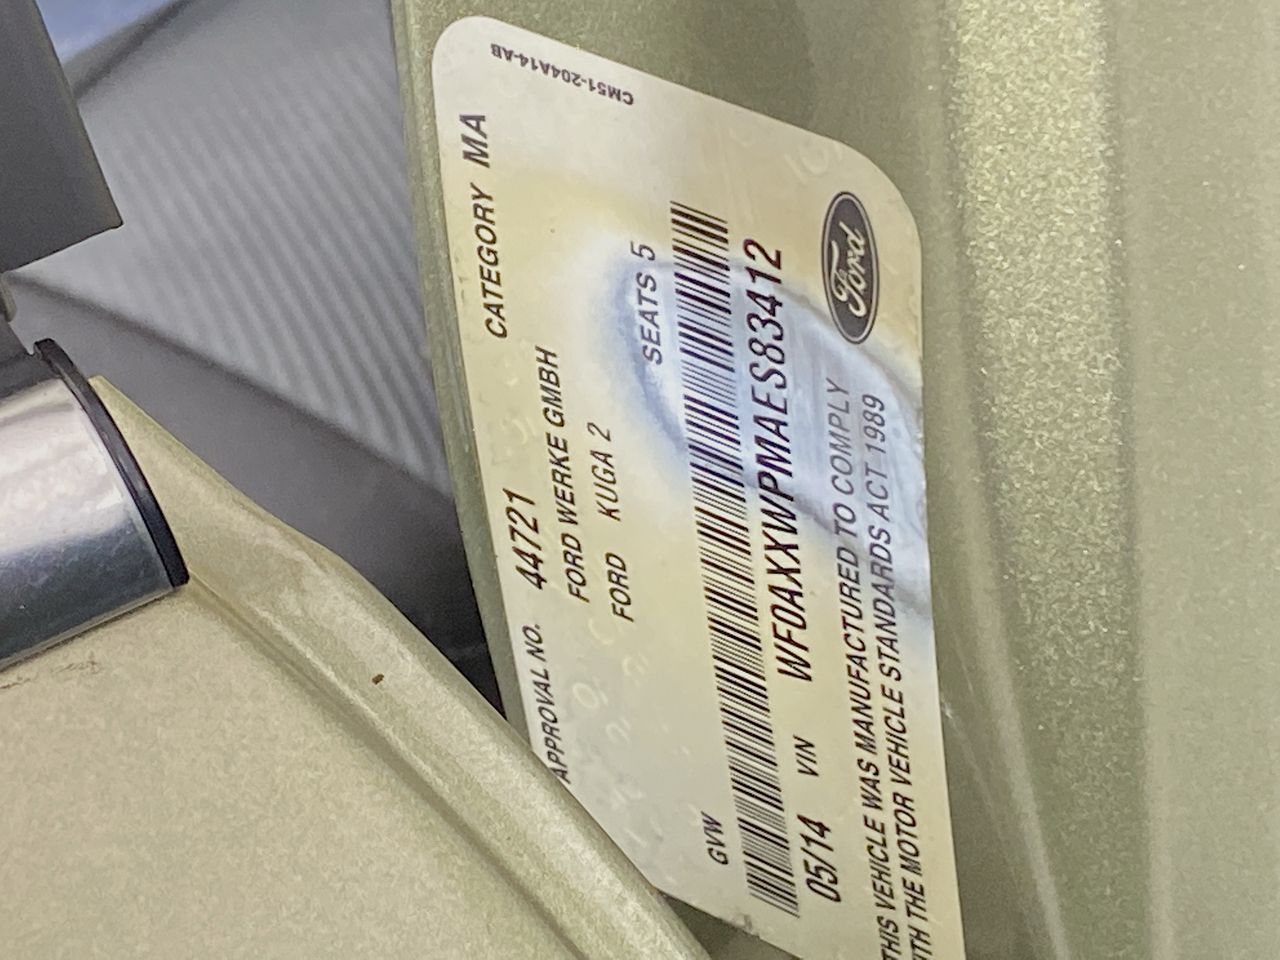 CM51-204A14-AB
APPROVAL NO. 44721 CATEGORY MA
FORD WERKE GMBH
FORD KUGA 2
SEATS 5
GVW
05/14 VIN WF0AXXWPMAES83412
THIS VEHICLE WAS MANUFACTURED TO COMPLY
WITH THE MOTOR VEHICLE STANDARDS ACT 1989
Ford